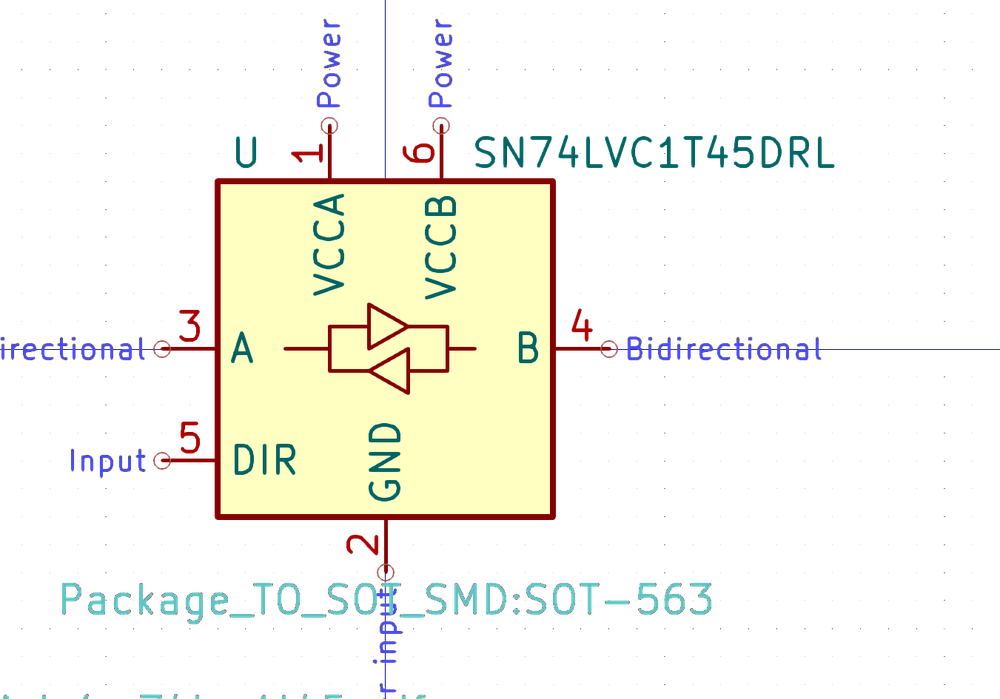 Power
Power
U
1
6
SN74LVC1T45DRL
VCCA
VCCB
irectional
3
A
B
4
Bidirectional
Input
5
DIR
GND
2
Package_TO_SOT_SMD:SOT-563
r input